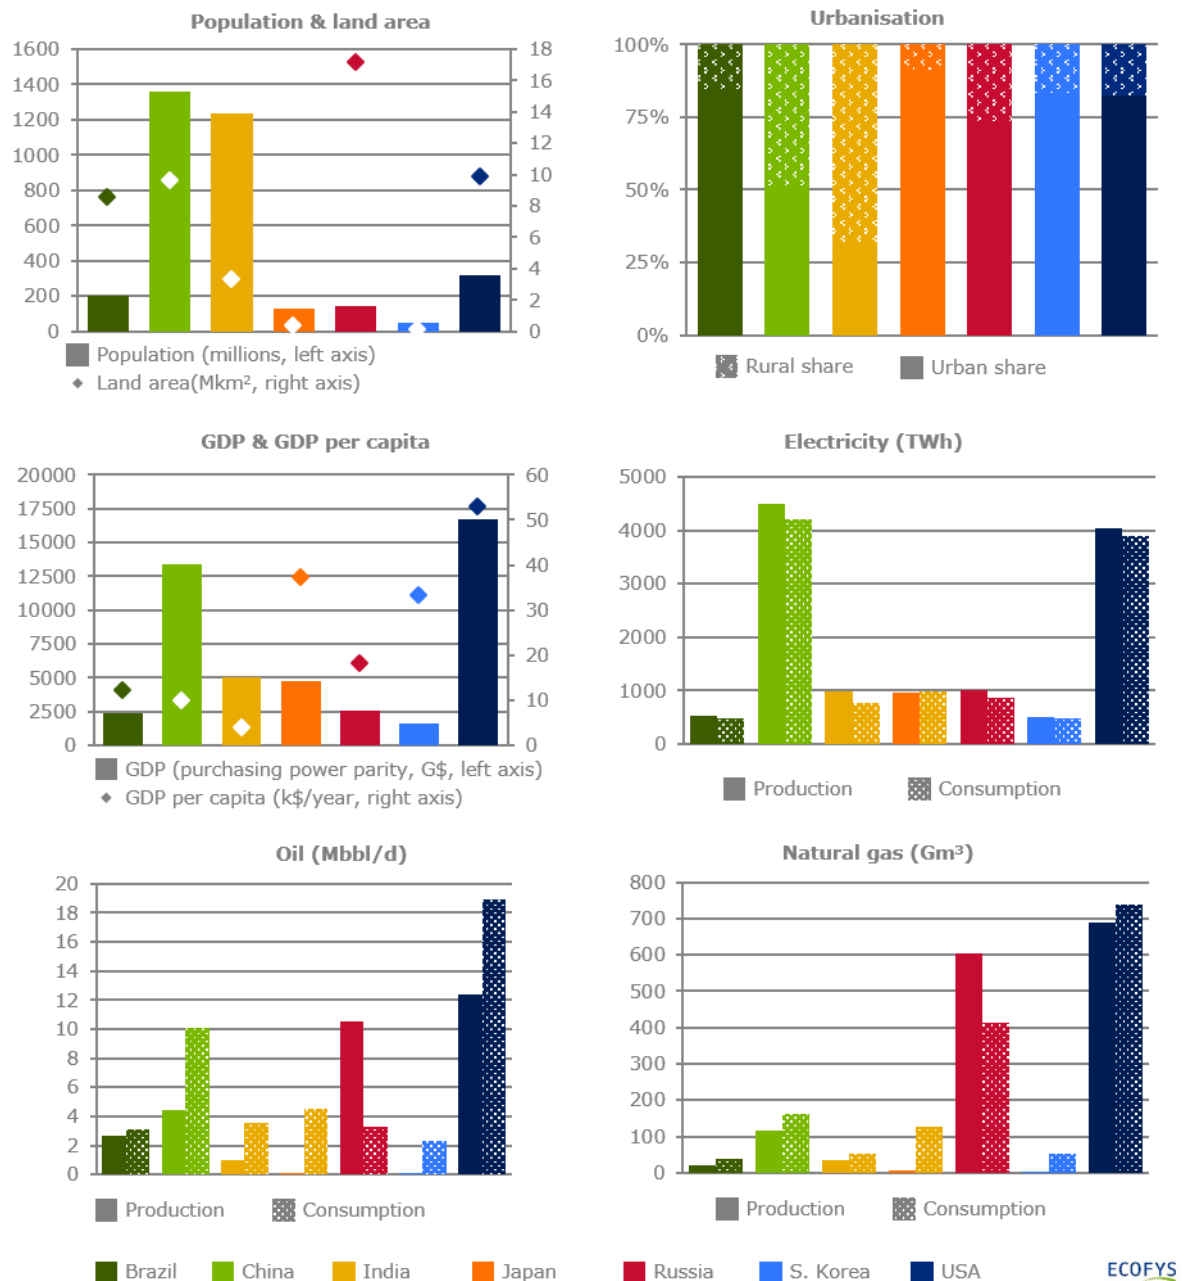 Population & land area
1600
1400
1200
1000
800
600
400
200
0
18
16
14
12
10
8
6
4
2
0
Population (millions, left axis)
Land area(Mkm², right axis)
Urbanisation
100%
75%
50%
25%
0%
Rural share
Urban share
GDP & GDP per capita
20000
17500
15000
12500
10000
7500
5000
2500
0
60
50
40
30
20
10
0
GDP (purchasing power parity, G$, left axis)
GDP per capita (k$/year, right axis)
Electricity (TWh)
5000
4000
3000
2000
1000
0
Production
Consumption
Oil (Mbbl/d)
20
18
16
14
12
10
8
6
4
2
0
Production
Consumption
Natural gas (Gm³)
800
700
600
500
400
300
200
100
0
Production
Consumption
Brazil
China
India
Japan
Russia
S. Korea
USA
ECOFYS